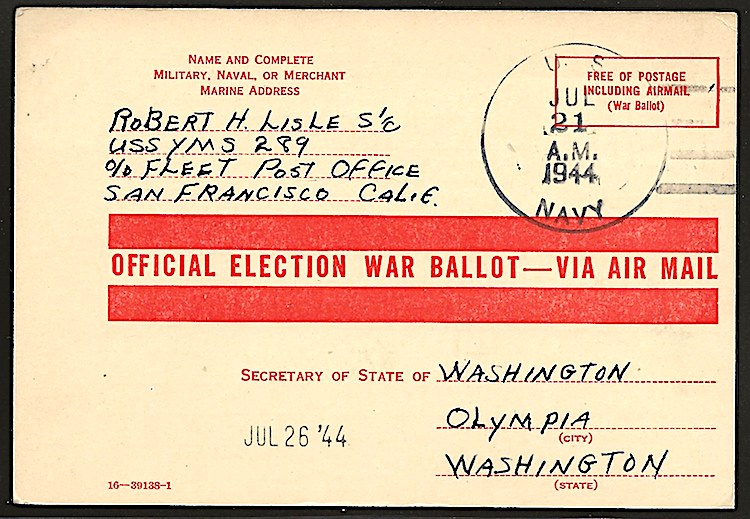 NAME AND COMPLETE
MILITARY, NAVAL, OR MERCHANT
MARINE ADDRESS
ROBERT H. LISLE S1/c
USS YMS 289
c/o FLEET POST OFFICE
SAN FRANCISCO CALIF.
U. S.
JUL
21
A.M.
1944
NAVY
FREE OF POSTAGE
INCLUDING AIRMAIL
(War Ballot)
OFFICIAL ELECTION WAR BALLOT—VIA AIR MAIL
SECRETARY OF STATE OF WASHINGTON
OLYMPIA
(CITY)
JUL 26 '44
WASHINGTON
(STATE)
16—39138-1